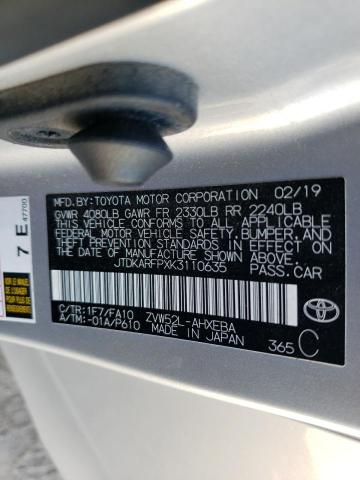 MFD.BY:TOYOTA MOTOR CORPORATION 02/19
GVWR 4080LB GAWR FR 2330LB RR 2240LB
THIS VEHICLE CONFORMS TO ALL APPLICABLE
FEDERAL MOTOR VEHICLE SAFETY, BUMPER, AND
THEFT PREVENTION STANDARDS IN EFFECT ON
THE DATE OF MANUFACTURE SHOWN ABOVE.
JTDKARFPXK3110635 PASS.CAR
C/TR:1F7/FA10 ZVW52L-AHXEBA
A/TM:-01A/P610 MADE IN JAPAN 365 C
TOYOTA
7 E 47700